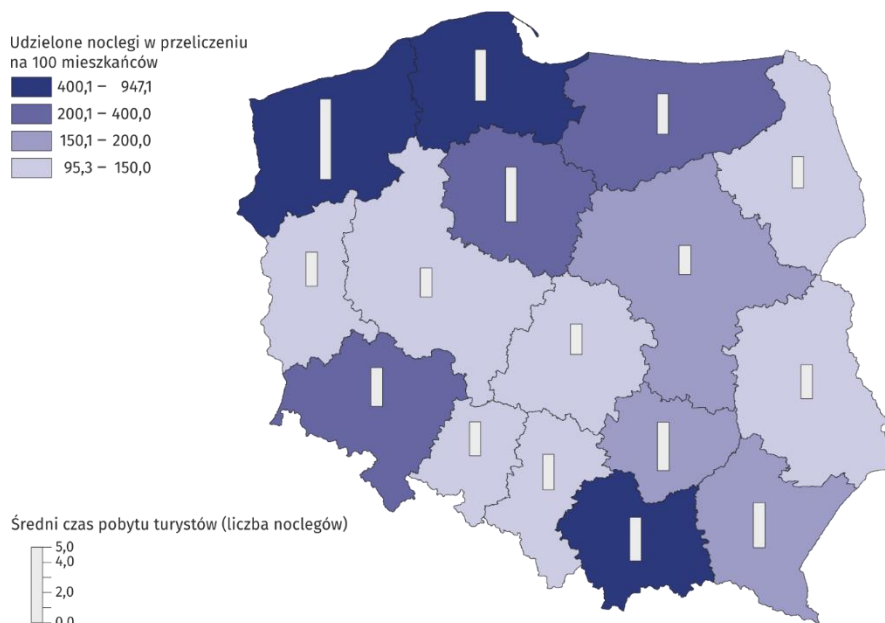 Udzielone noclegi w przeliczeniu
na 100 mieszkańców
400,1 – 947,1
200,1 – 400,0
150,1 – 200,0
95,3 – 150,0
Średni czas pobytu turystów (liczba noclegów)
5,0
4,0
2,0
0,0